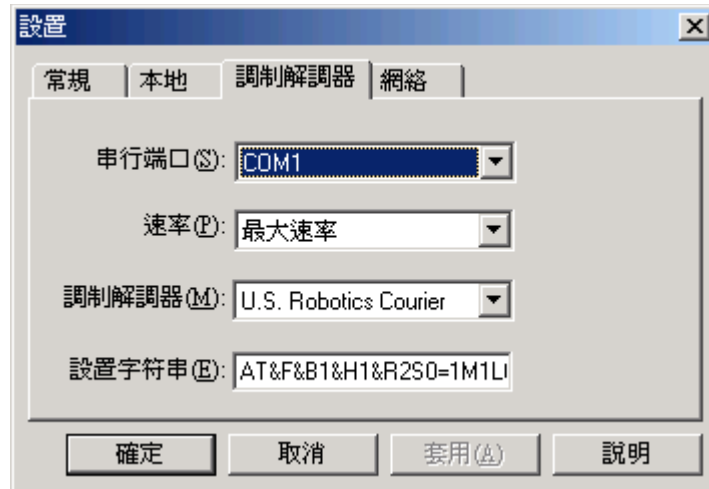 設置
常規 本地 調制解調器 網絡
串行端口(S): COM1
速率(P): 最大速率
調制解調器(M): U.S. Robotics Courier
設置字符串(E): AT&F&B1&H1&R2S0=1M1L
確定 取消 套用(A) 說明